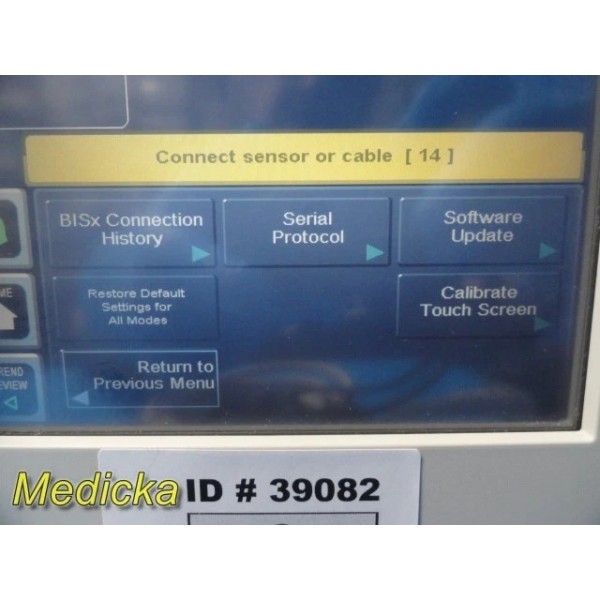 Connect sensor or cable [ 14 ]
BISx Connection
History
Serial
Protocol
Software
Update
Restore Default
Settings for
All Modes
Calibrate
Touch Screen
Return to
Previous Menu
Medicka
ID # 39082